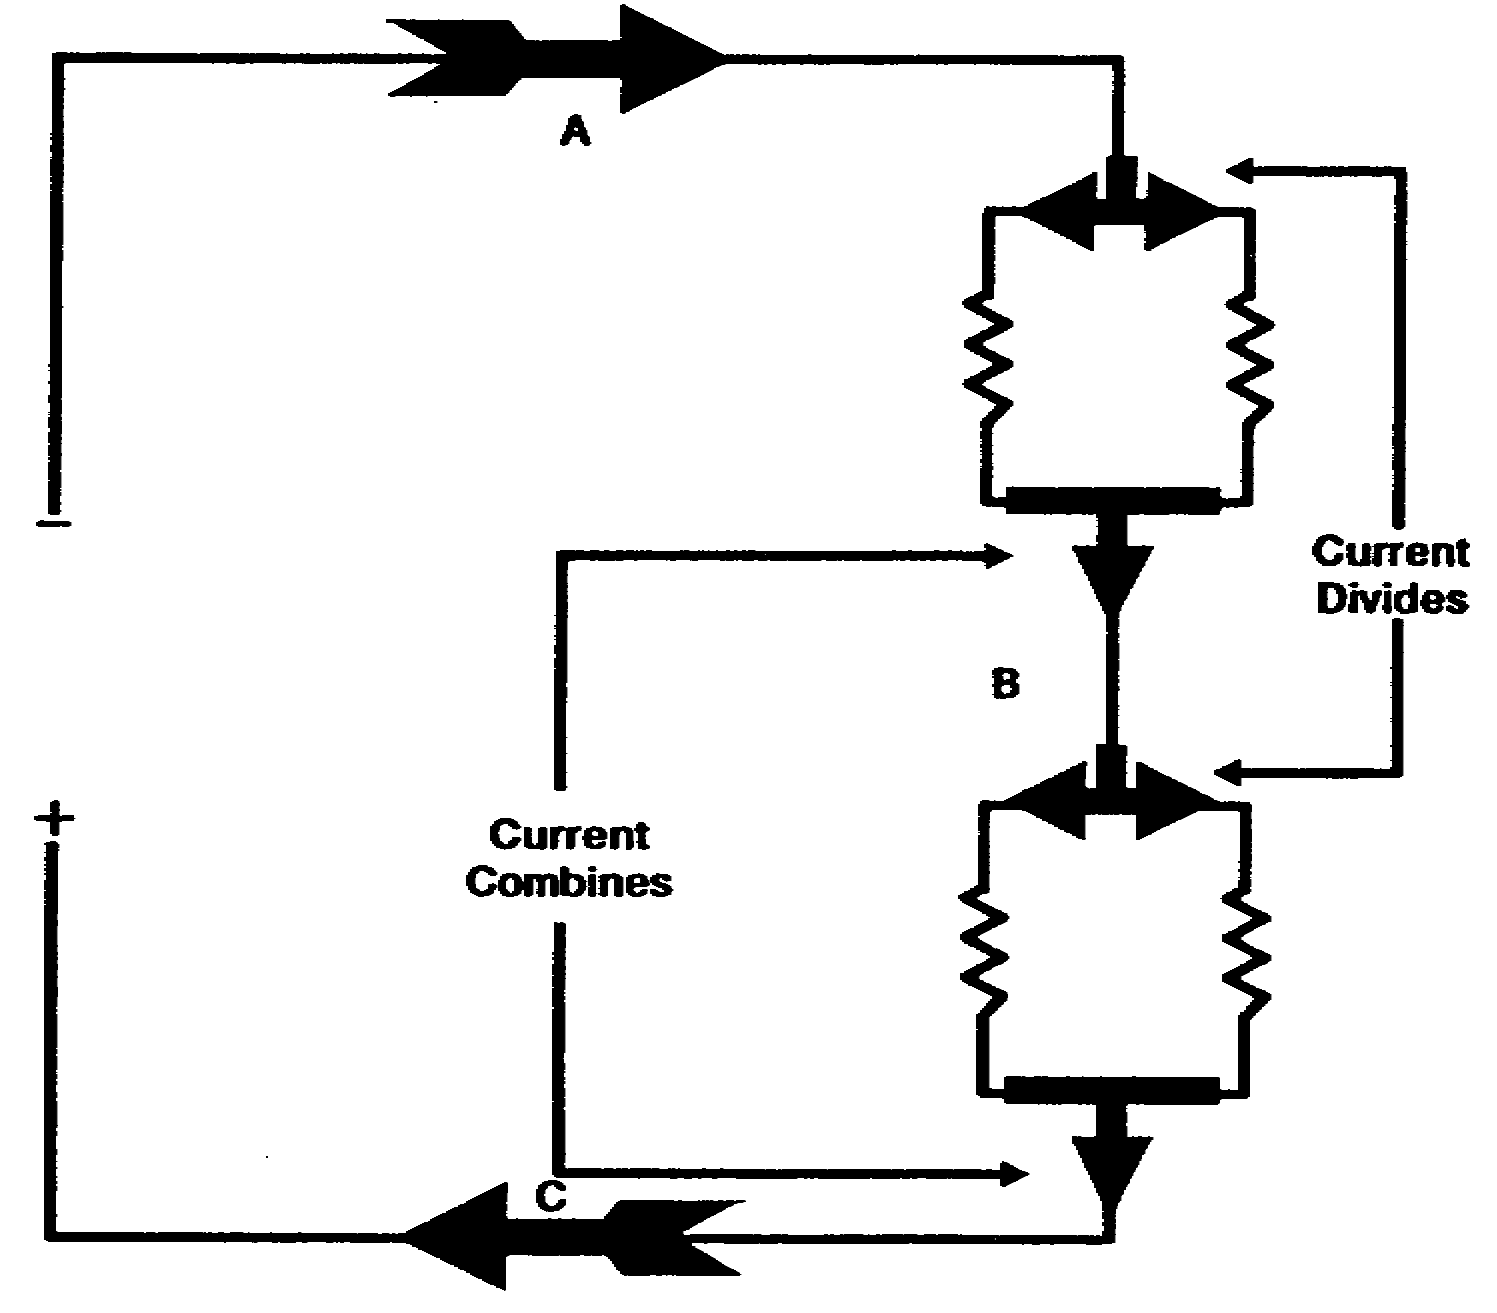 A
Current
Divides
B
−
+
Current
Combines
C